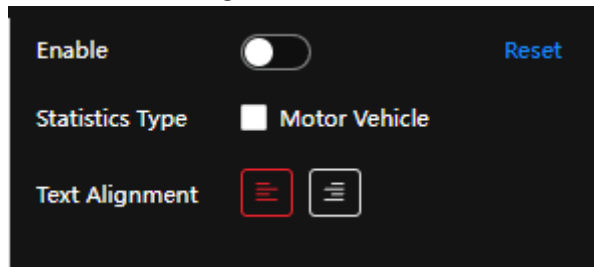 Enable Reset
Statistics Type Motor Vehicle
Text Alignment